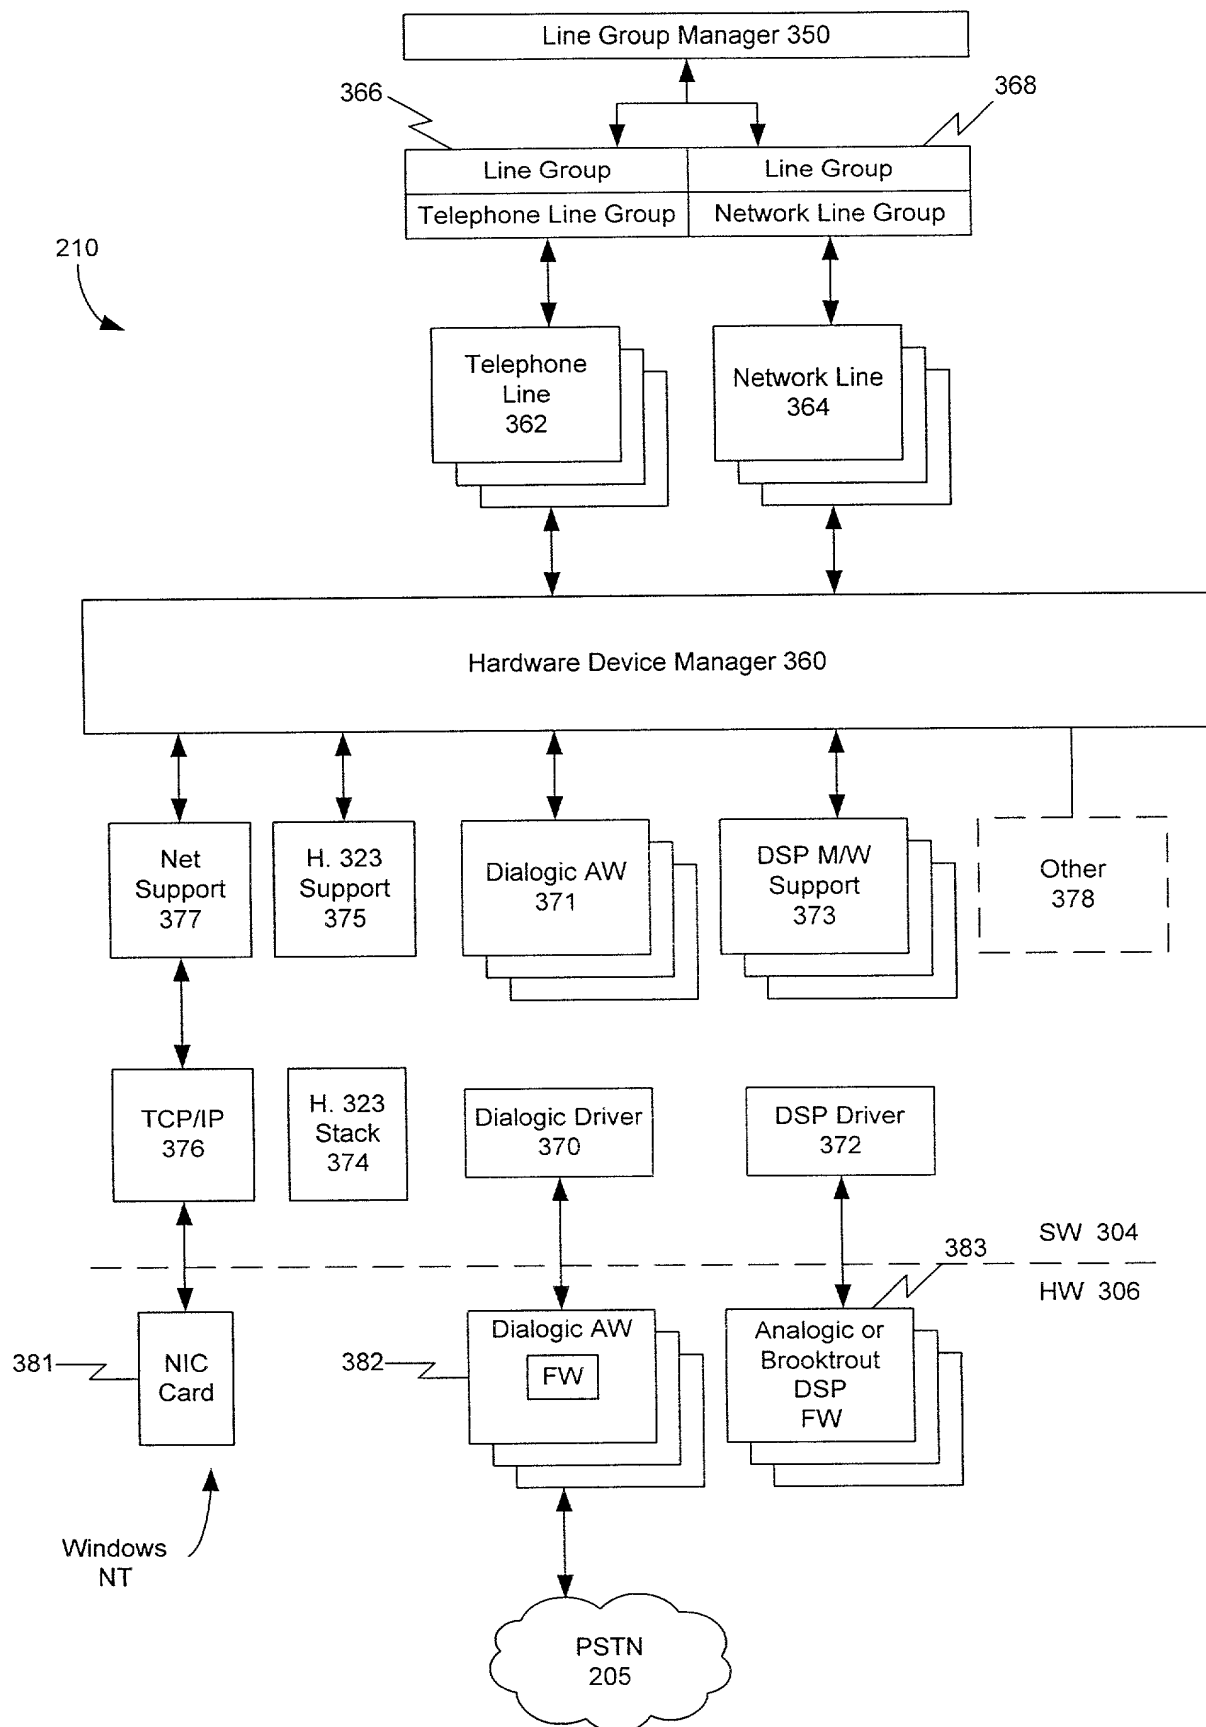 Line Group Manager 350
366
368
Line Group
Line Group
Telephone Line Group
Network Line Group
210
Telephone
Line
362
Network Line
364
Hardware Device Manager 360
Net
Support
377
H. 323
Support
375
Dialogic AW
371
DSP M/W
Support
373
Other
378
TCP/IP
376
H. 323
Stack
374
Dialogic Driver
370
DSP Driver
372
SW 304
383
HW 306
381
NIC
Card
382
Dialogic AW
FW
Analogic or
Brooktrout
DSP
FW
Windows
NT
PSTN
205